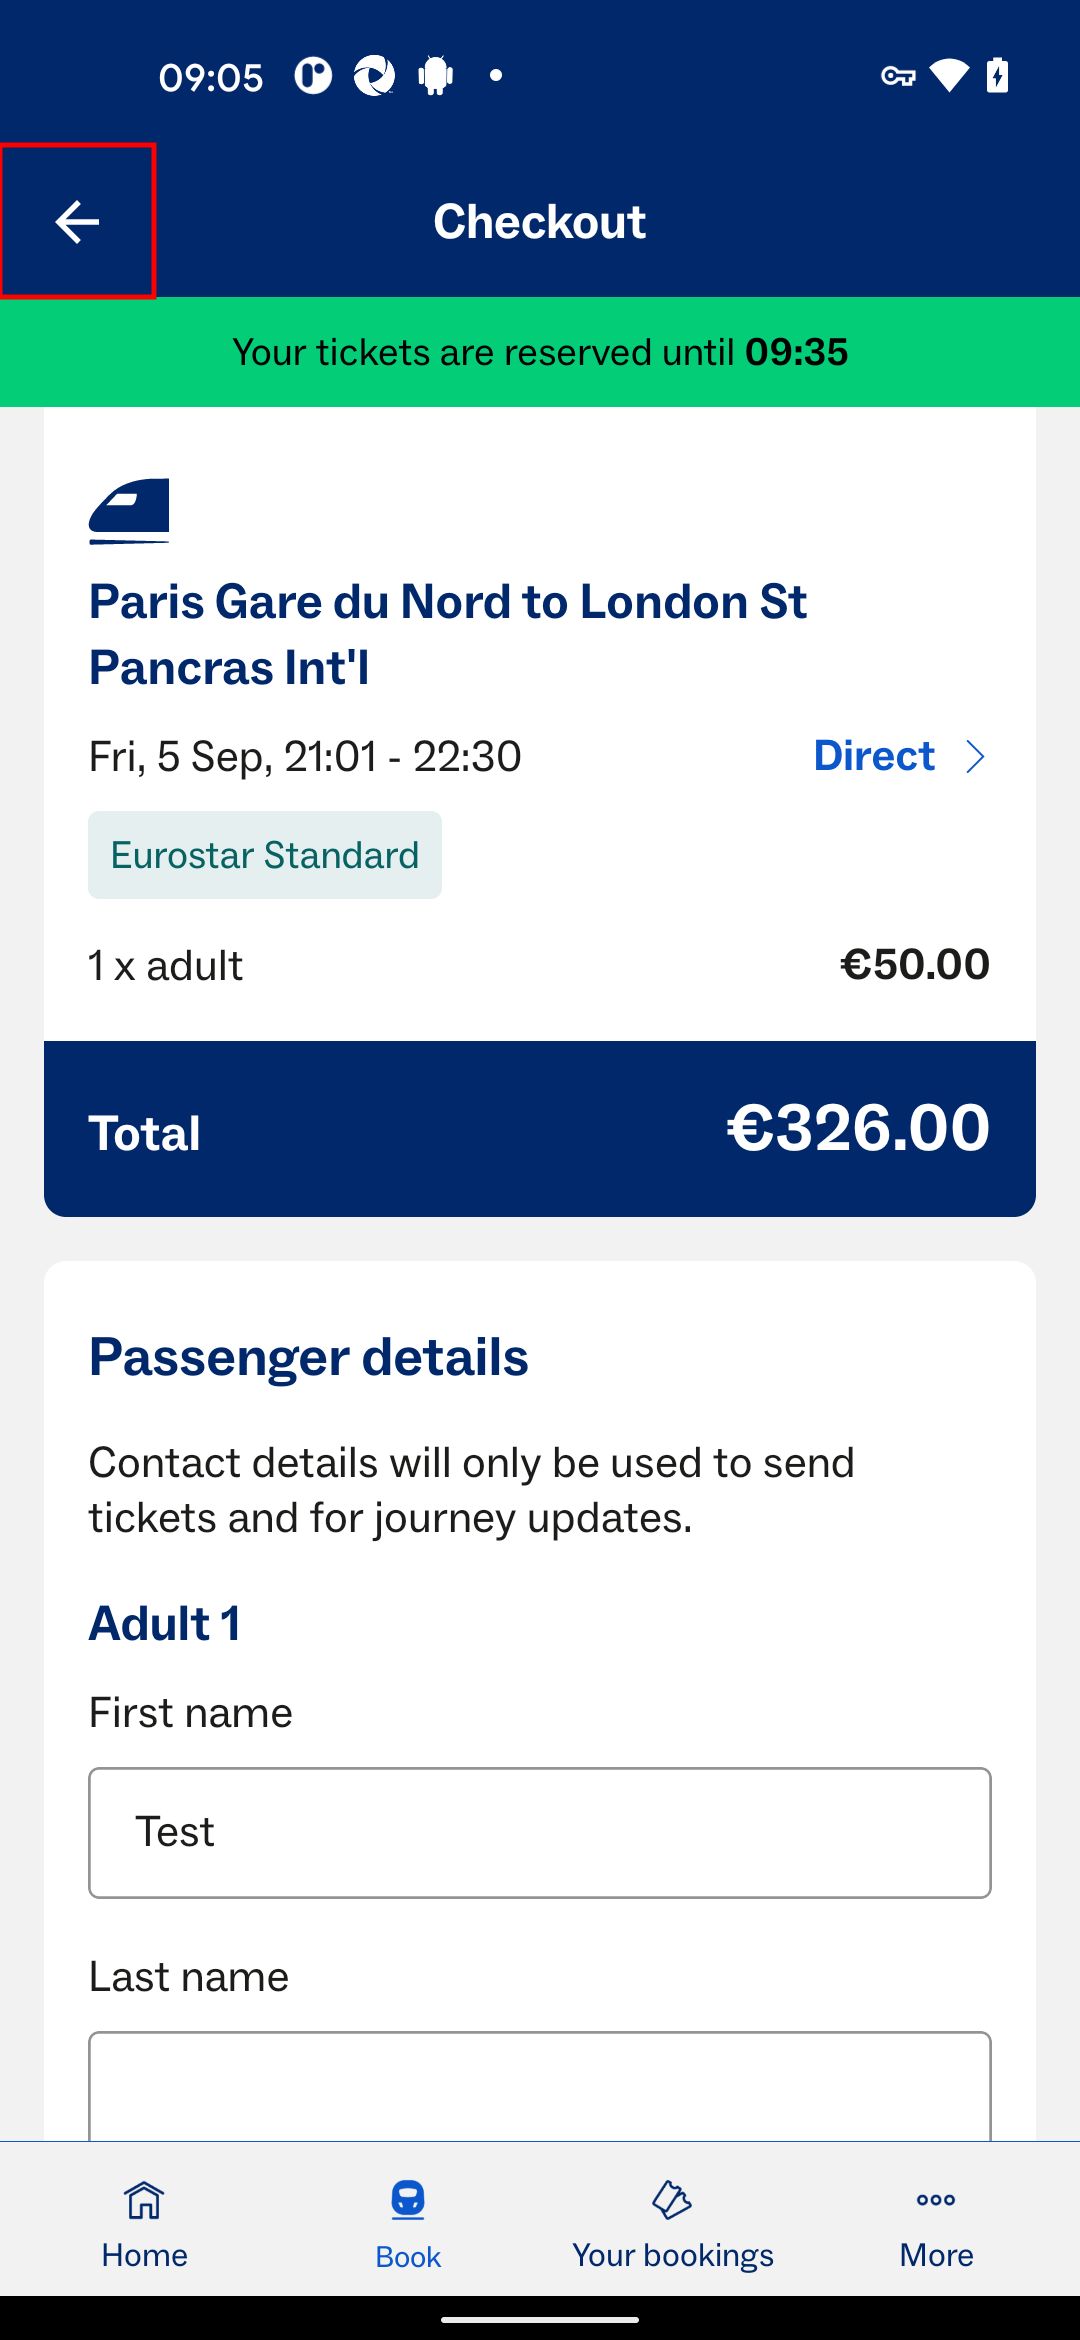 09:05
Checkout
Your tickets are reserved until 09:35
Paris Gare du Nord to London St
Pancras Int'l
Fri, 5 Sep, 21:01 - 22:30
Direct
Eurostar Standard
1 x adult
€50.00
Total
€326.00
Passenger details
Contact details will only be used to send
tickets and for journey updates.
Adult 1
First name
Test
Last name
Home
Book
Your bookings
More